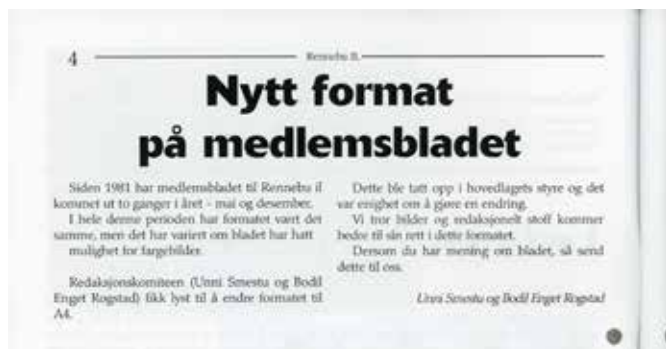 4
Rennebu IL
Nytt format
på medlemsbladet
Siden 1981 har medlemsbladet til Rennebu il
kommet ut to ganger i året – mai og desember.
I hele denne perioden har formatet vært det
samme, men det har variert om bladet har hatt
mulighet for fargebilder.
Redaksjonskomiteen (Unni Smestu og Bodil
Enget Rogstad) fikk lyst til å endre formatet til
A4.
Dette ble tatt opp i hovedlagets styre og det
var enighet om å gjøre en endring.
Vi tror bilder og redaksjonelt stoff kommer
bedre til sin rett i dette formatet.
Dersom du har mening om bladet, så send
dette til oss.
Unni Smestu og Bodil Enget Rogstad